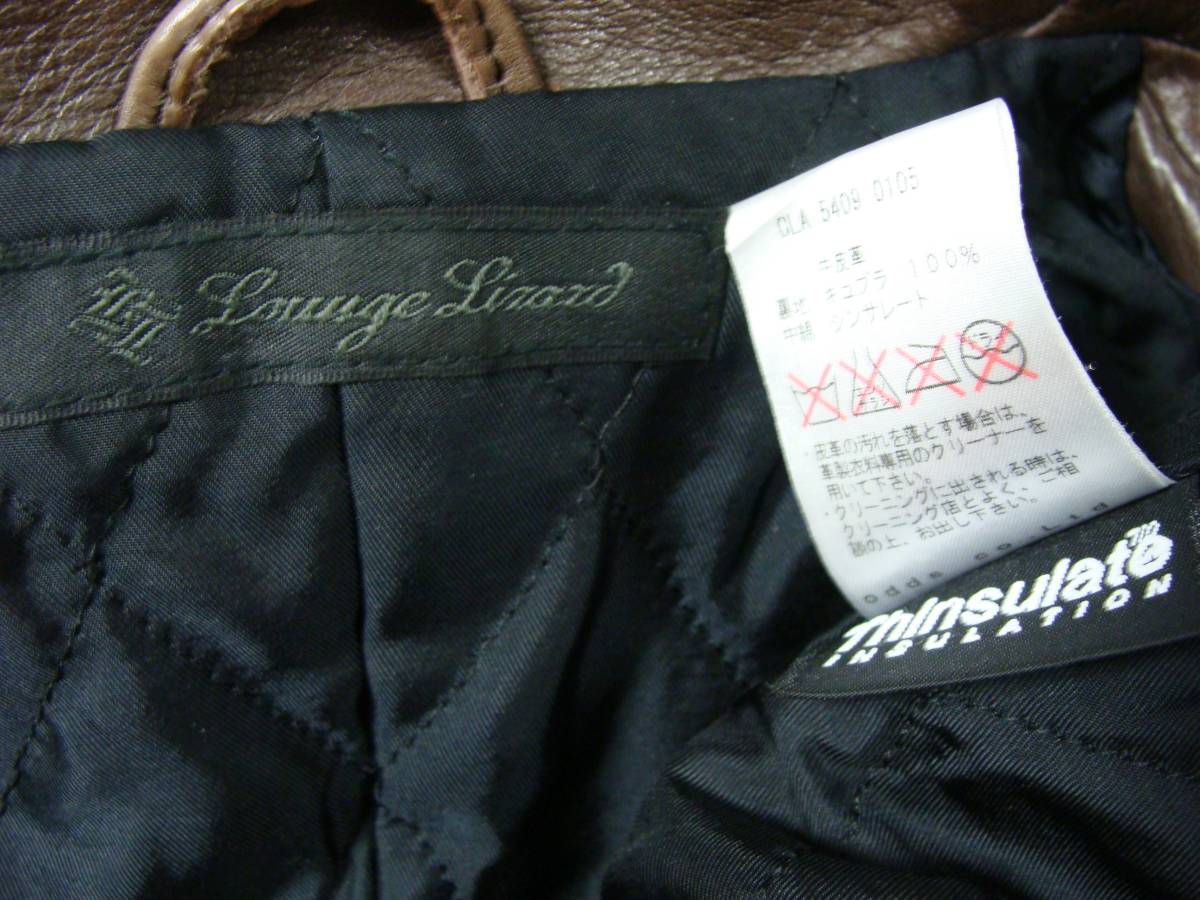 Lounge Lizard
CLA 5409 0105
牛皮革
裏地 キュプラ 100%
中綿 シンサレート
・皮革の汚れを落とす場合は、
革製衣料専用のクリーナーを
用いて下さい。
・クリーニングに出される時は、
クリーニング店とよく、ご相
談の上、お出し下さい。
odds co.Ltd
Thinsulate TM
INSULATION